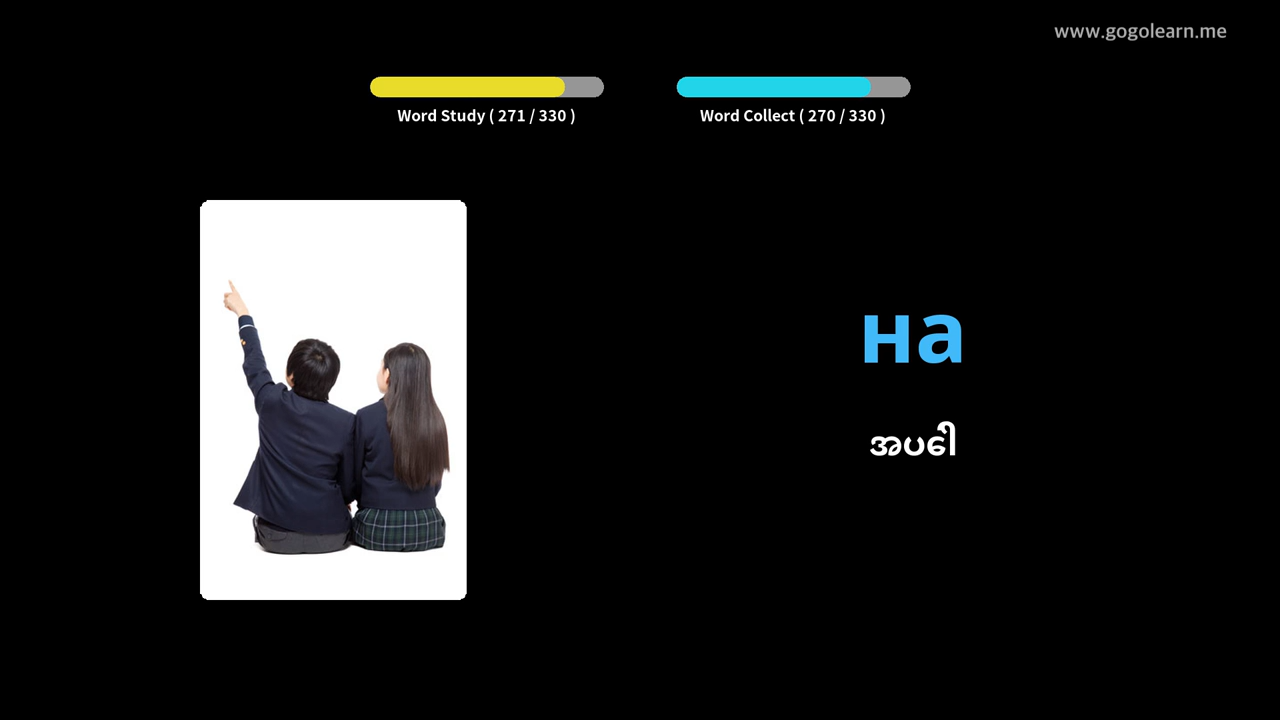 www.gogolearn.me
Word Study ( 271 / 330 )
Word Collect ( 270 / 330 )
на
အပေါ်